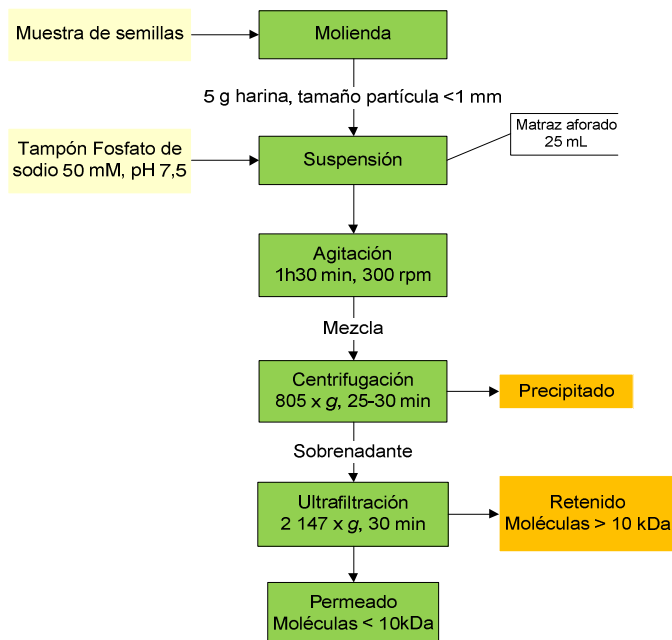 Muestra de semillas
Molienda
5 g harina, tamaño partícula <1 mm
Matraz aforado
25 mL
Tampón Fosfato de
sodio 50 mM, pH 7,5
Suspensión
Agitación
1h30 min, 300 rpm
Mezcla
Centrifugación
805 x g, 25-30 min
Precipitado
Sobrenadante
Ultrafiltración
2 147 x g, 30 min
Retenido
Moléculas > 10 kDa
Permeado
Moléculas < 10kDa